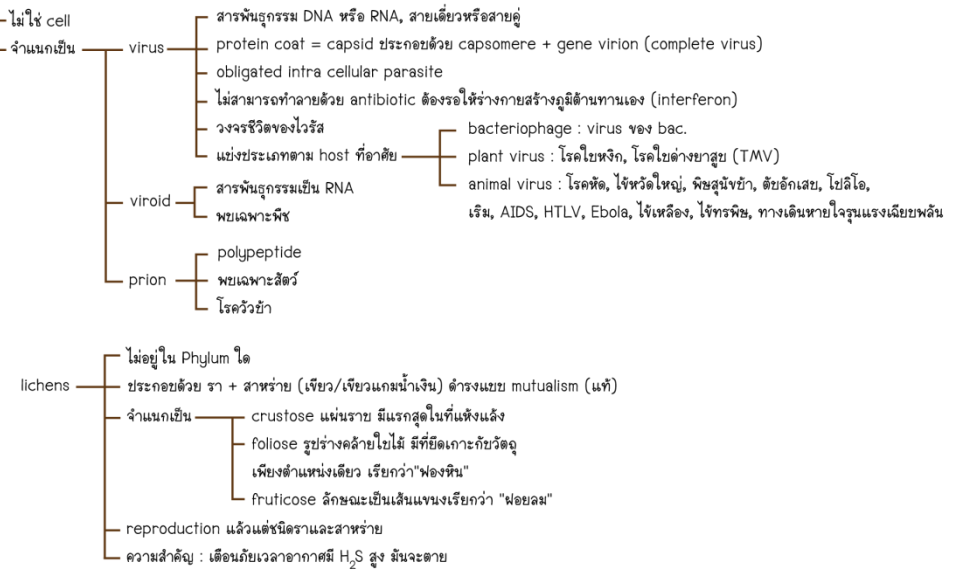 ไม่ใช่ cell
จำแนกเป็น
virus
สารพันธุกรรม DNA หรือ RNA, สายเดี่ยวหรือสายคู่
protein coat = capsid ประกอบด้วย capsomere + gene virion (complete virus)
obligated intra cellular parasite
ไม่สามารถทำลายด้วย antibiotic ต้องรอให้ร่างกายสร้างภูมิต้านทานเอง (interferon)
วงจรชีวิตของไวรัส
แบ่งประเภทตาม host ที่อาศัย
bacteriophage : virus ของ bac.
plant virus : โรคใบหงิก, โรคใบด่างยาสูบ (TMV)
animal virus : โรคหัด, ไข้หวัดใหญ่, พิษสุนัขบ้า, ตับอักเสบ, โปลิโอ,
เริม, AIDS, HTLV, Ebola, ไข้เหลือง, ไข้ทรพิษ, ทางเดินหายใจรุนแรงเฉียบพลัน
viroid
สารพันธุกรรมเป็น RNA
พบเฉพาะพืช
prion
polypeptide
พบเฉพาะสัตว์
โรควัวบ้า
lichens
ไม่อยู่ใน Phylum ใด
ประกอบด้วย รา + สาหร่าย (เขียว/เขียวแกมน้ำเงิน) ดำรงแบบ mutualism (แท้)
จำแนกเป็น
crustose แผ่นราบ มีแรกสุดในที่แห้งแล้ง
foliose รูปร่างคล้ายใบไม้ มีที่ยึดเกาะกับวัตถุ
เพียงตำแหน่งเดียว เรียกว่า"ฟองหิน"
fruticose ลักษณะเป็นเส้นแขนงเรียกว่า "ฝอยลม"
reproduction แล้วแต่ชนิดราและสาหร่าย
ความสำคัญ : เตือนภัยเวลาอากาศมี H₂S สูง มันจะตาย